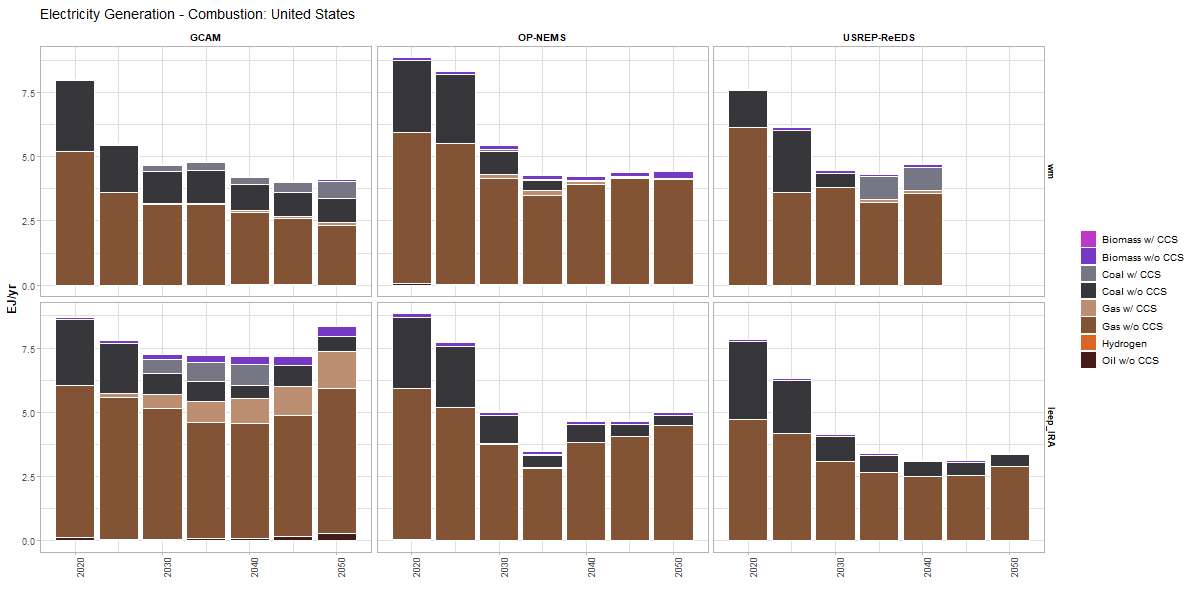 Electricity Generation - Combustion: United States
GCAM
OP-NEMS
USREP-ReEDS
EJ/yr
7.5
5.0
2.5
0.0
wm
7.5
5.0
2.5
0.0
leep_IRA
2020
2030
2040
2050
2020
2030
2040
2050
2020
2030
2040
2050
Biomass w/ CCS
Biomass w/o CCS
Coal w/ CCS
Coal w/o CCS
Gas w/ CCS
Gas w/o CCS
Hydrogen
Oil w/o CCS